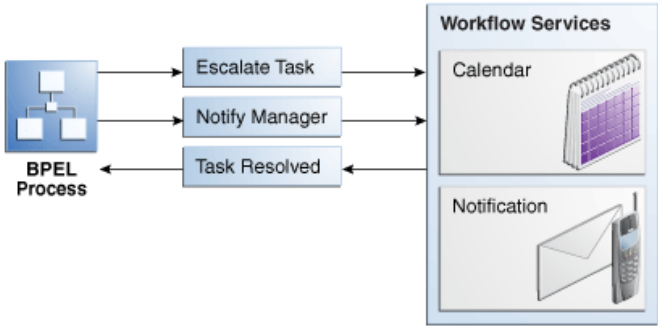 Workflow Services
Escalate Task
Calendar
Notify Manager
Task Resolved
BPEL
Process
Notification